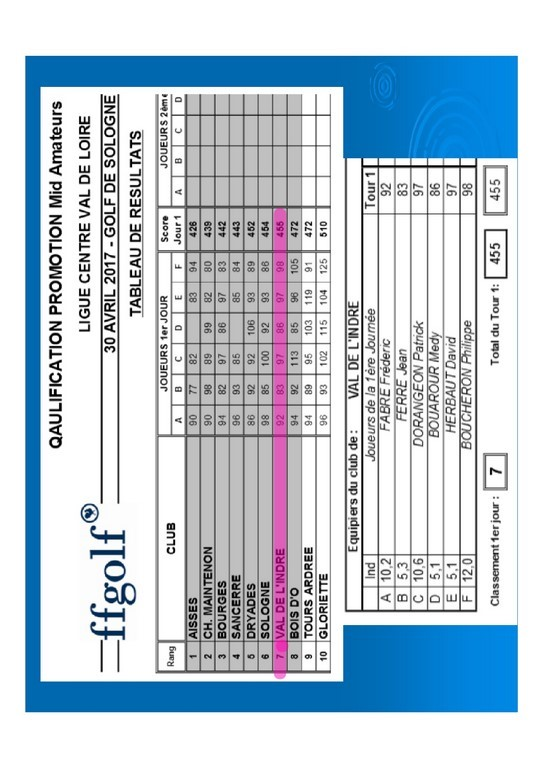 ffgolf
QAULIFICATION PROMOTION Mid Amateurs
LIGUE CENTRE VAL DE LOIRE
30 AVRIL 2017 - GOLF DE SOLOGNE
TABLEAU DE RESULTATS
Rang CLUB JOUEURS 1er JOUR Score Jour 1 JOUEURS 2ème
A B C D E F A B C D
1 AISSES 90 77 82 83 94 426
2 CH. MAINTENON 90 98 89 99 82 80 439
3 BOURGES 94 82 97 86 97 83 442
4 SANCERRE 96 93 85 85 84 443
5 DRYADES 86 92 92 106 93 89 452
6 SOLOGNE 98 85 100 92 93 86 454
7 VAL DE L'INDRE 92 83 97 86 97 98 455
8 BOIS D'O 94 92 113 85 96 105 472
9 TOURS ARDREE 94 89 95 103 119 91 472
10 GLORIETTE 96 93 102 115 104 125 510
Equipiers du club de : VAL DE L'INDRE
Ind Joueurs de la 1ère Journée Tour 1
A 10,2 FABRE Fréderic 92
B 5,3 FERRE Jean 83
C 10,6 DORANGEON Patrick 97
D 5,1 BOUAROUR Medy 86
E 5,1 HERBAUT David 97
F 12,0 BOUCHERON Philippe 98
Classement 1er jour : 7 Total du Tour 1: 455 455